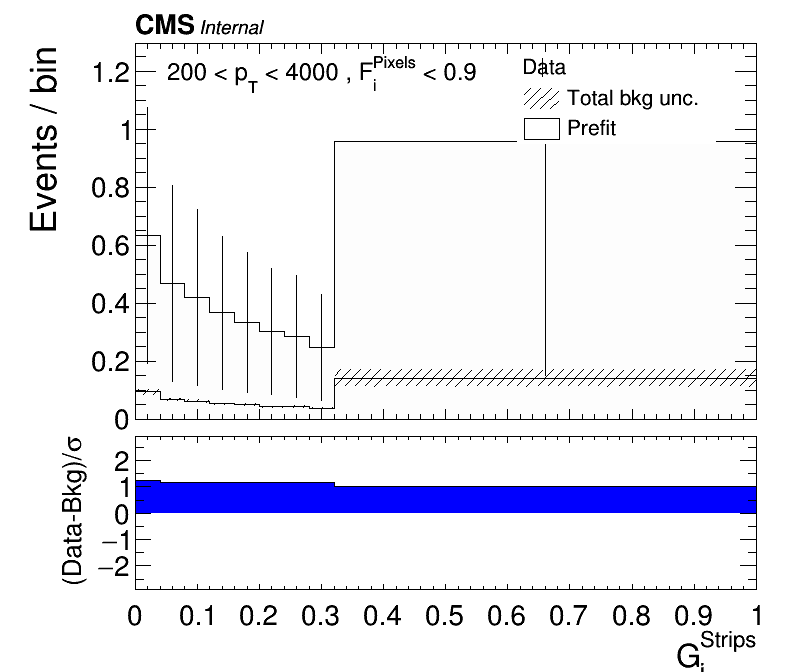 CMS Internal
Events / bin
200 < p_T < 4000 , F_i^Pixels < 0.9
Data
Total bkg unc.
Prefit
1.2
1
0.8
0.6
0.4
0.2
0
(Data-Bkg)/σ
2
1
0
−1
−2
0 0.1 0.2 0.3 0.4 0.5 0.6 0.7 0.8 0.9 1
G_i^Strips